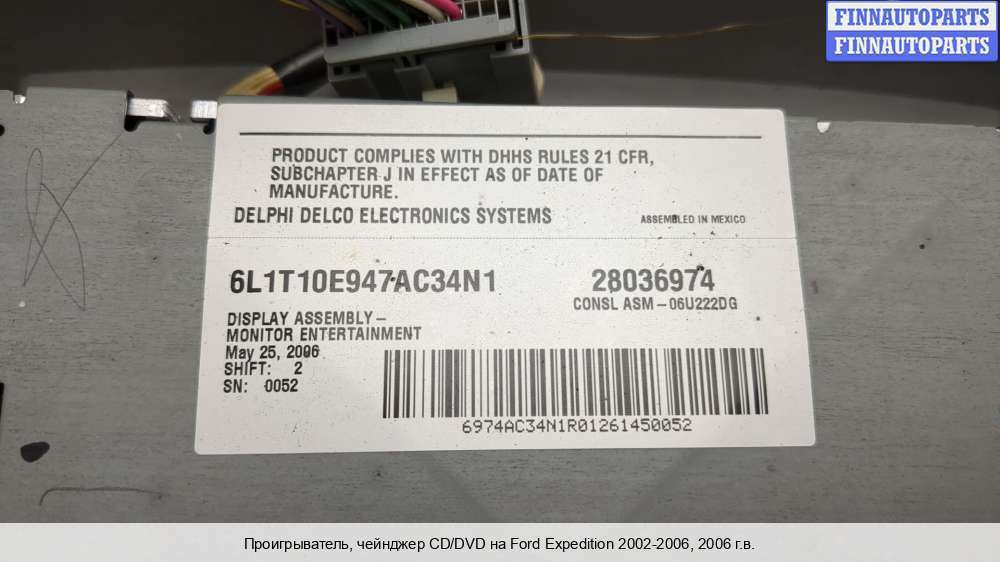 FINNAUTOPARTS
FINNAUTOPARTS
PRODUCT COMPLIES WITH DHHS RULES 21 CFR,
SUBCHAPTER J IN EFFECT AS OF DATE OF
MANUFACTURE.
DELPHI DELCO ELECTRONICS SYSTEMS
ASSEMBLED IN MEXICO
6L1T10E947AC34N1
28036974
CONSL ASM-06U222DG
DISPLAY ASSEMBLY-
MONITOR ENTERTAINMENT
May 25, 2006
SHIFT: 2
SN: 0052
6974AC34N1R01261450052
Проигрыватель, чейнджер CD/DVD на Ford Expedition 2002-2006, 2006 г.в.